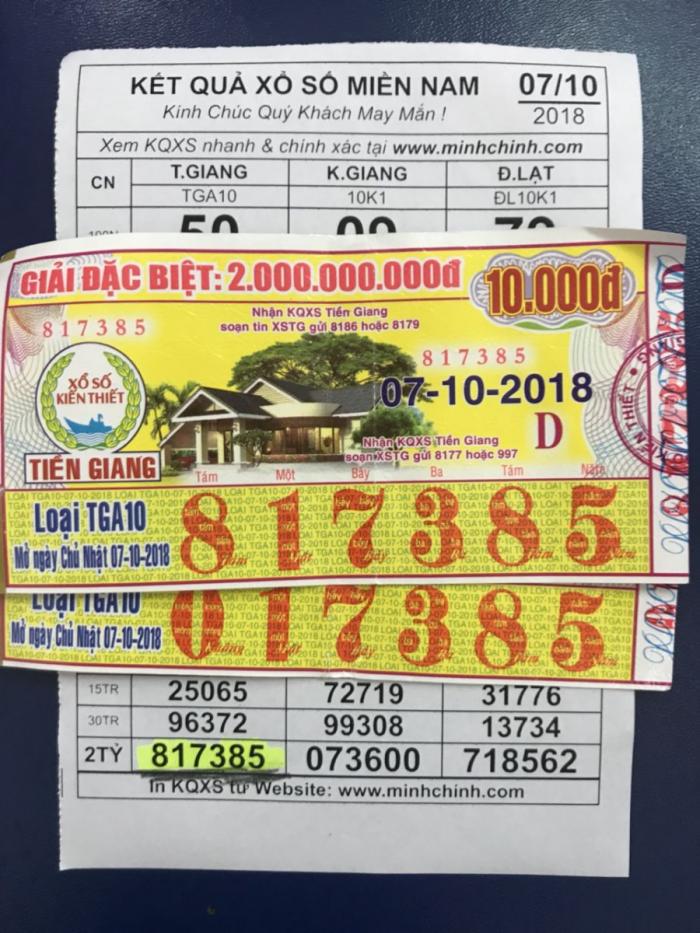 KẾT QUẢ XỔ SỐ MIỀN NAM 07/10
Kính Chúc Quý Khách May Mắn ! 2018
Xem KQXS nhanh & chính xác tại www.minhchinh.com
CN T.GIANG K.GIANG Đ.LẠT
TGA10 10K1 ĐL10K1
GIẢI ĐẶC BIỆT: 2.000.000.000đ 10.000đ
Nhận KQXS Tiền Giang
soạn tin XSTG gửi 8186 hoặc 8179
817385
817385
XỔ SỐ
KIẾN THIẾT
TIỀN GIANG
07-10-2018
D
Nhận KQXS Tiền Giang
soạn XSTG gửi 8177 hoặc 997
Tám Một Bảy Ba Tám Năm
Loại TGA10
Mở ngày Chủ Nhật 07-10-2018
817385
Loại TGA10
Mở ngày Chủ Nhật 07-10-2018
017385
15TR 25065 72719 31776
30TR 96372 99308 13734
2TỶ 817385 073600 718562
In KQXS từ Website: www.minhchinh.com